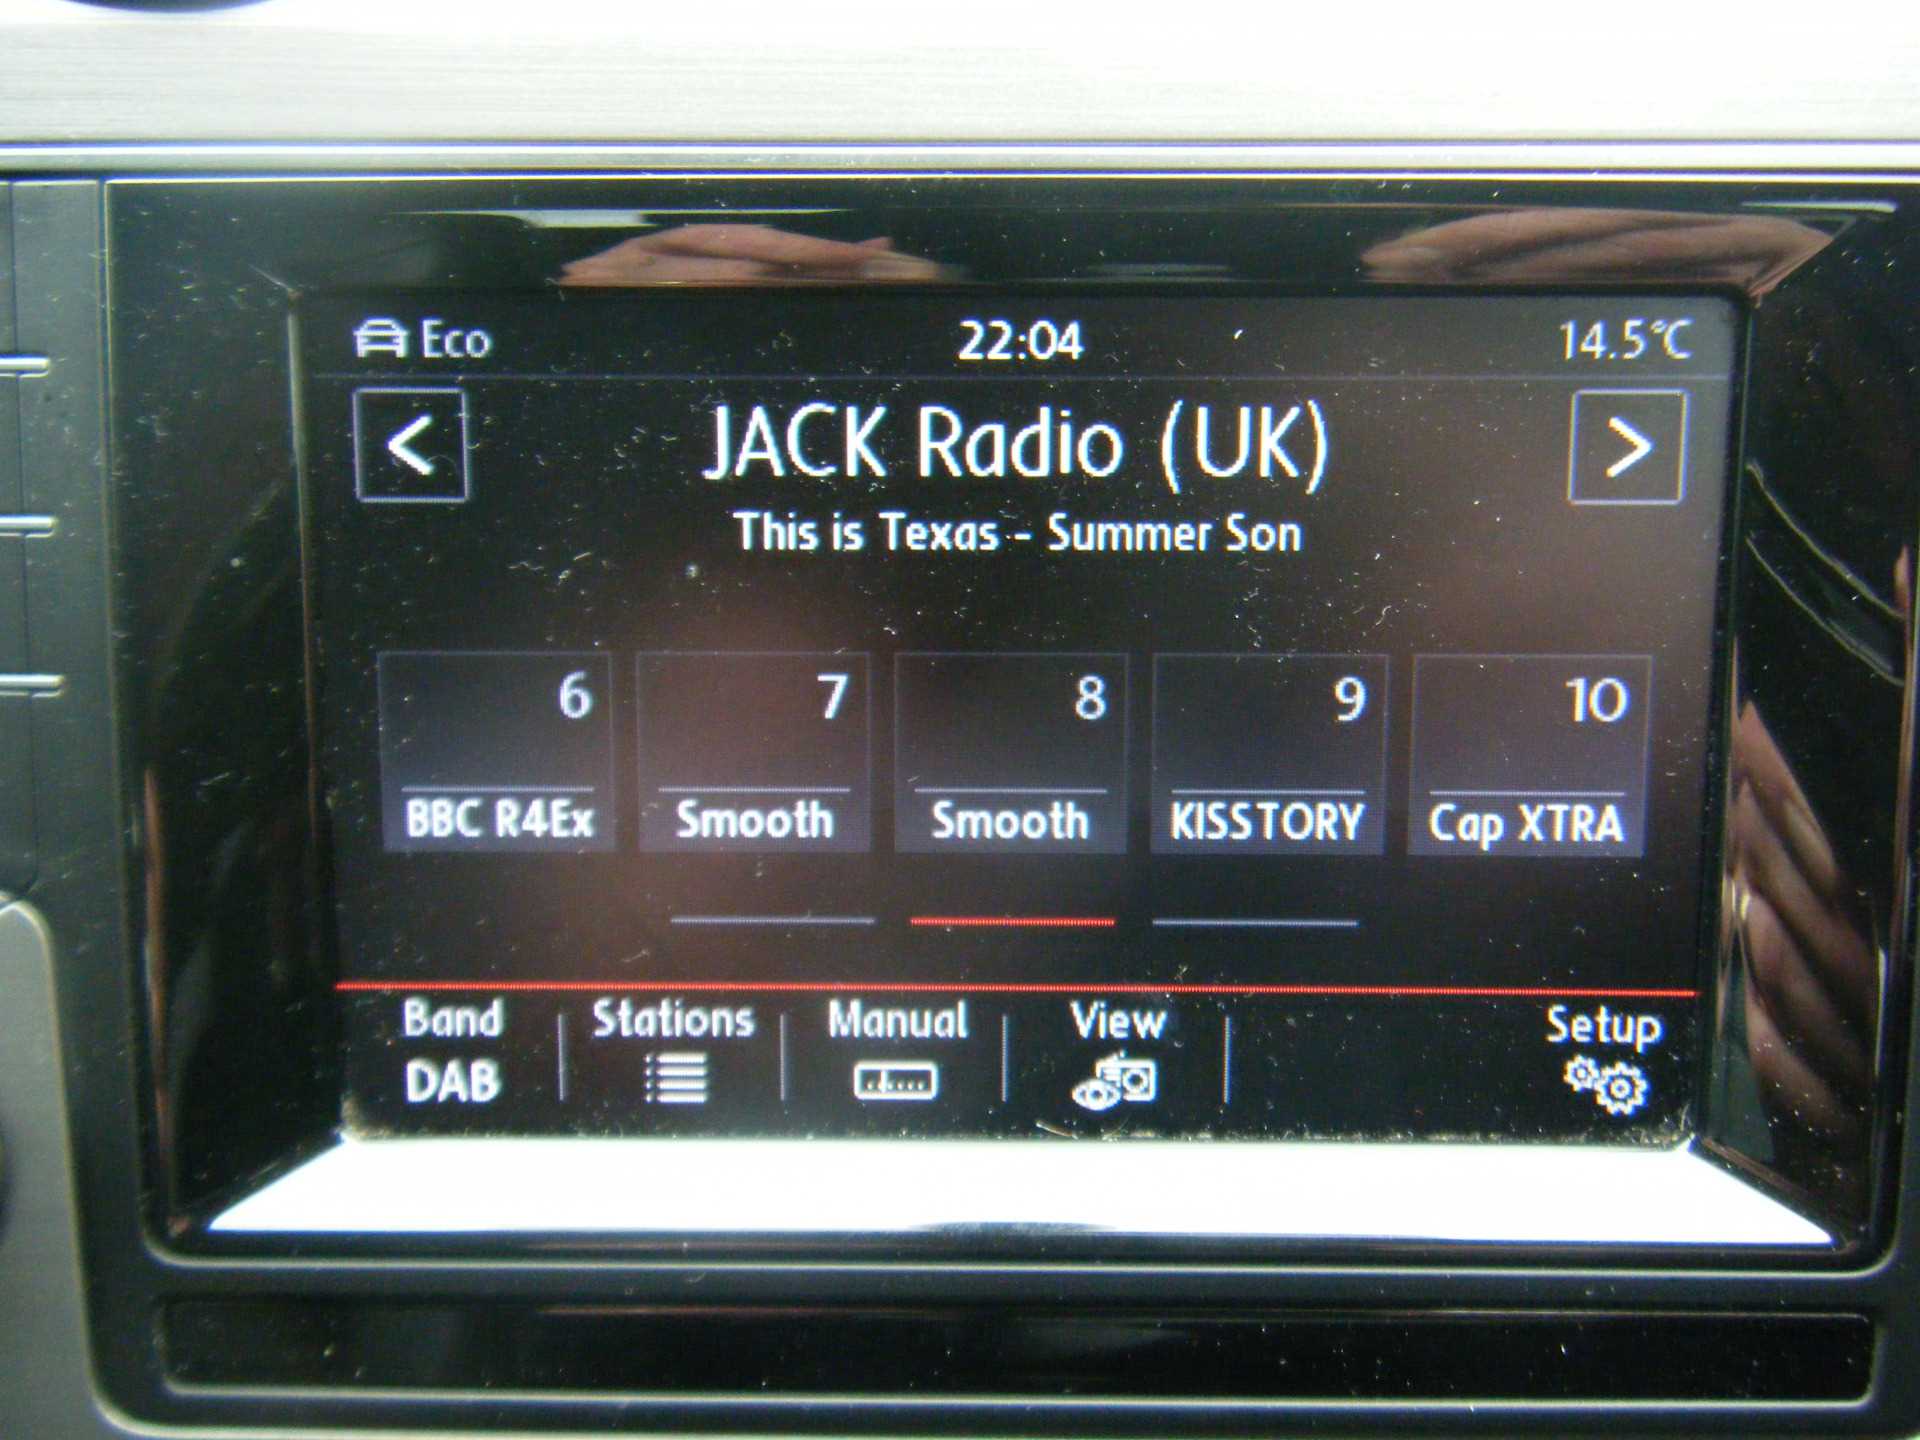 Eco 22:04 14.5°C
< JACK Radio (UK) >
This is Texas - Summer Son
6 7 8 9 10
BBC R4Ex Smooth Smooth KISSTORY Cap XTRA
Band Stations Manual View Setup
DAB